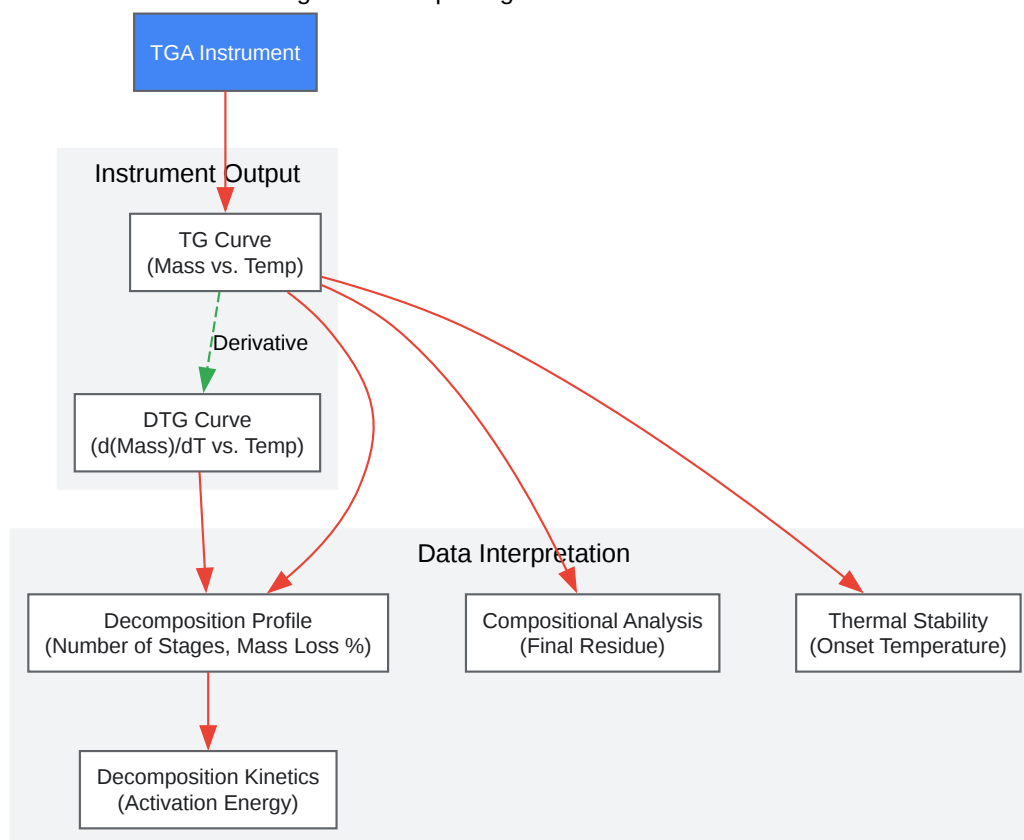 TGA Instrument
Instrument Output
TG Curve
(Mass vs. Temp)
Derivative
DTG Curve
(d(Mass)/dT vs. Temp)
Data Interpretation
Decomposition Profile
(Number of Stages, Mass Loss %)
Compositional Analysis
(Final Residue)
Thermal Stability
(Onset Temperature)
Decomposition Kinetics
(Activation Energy)